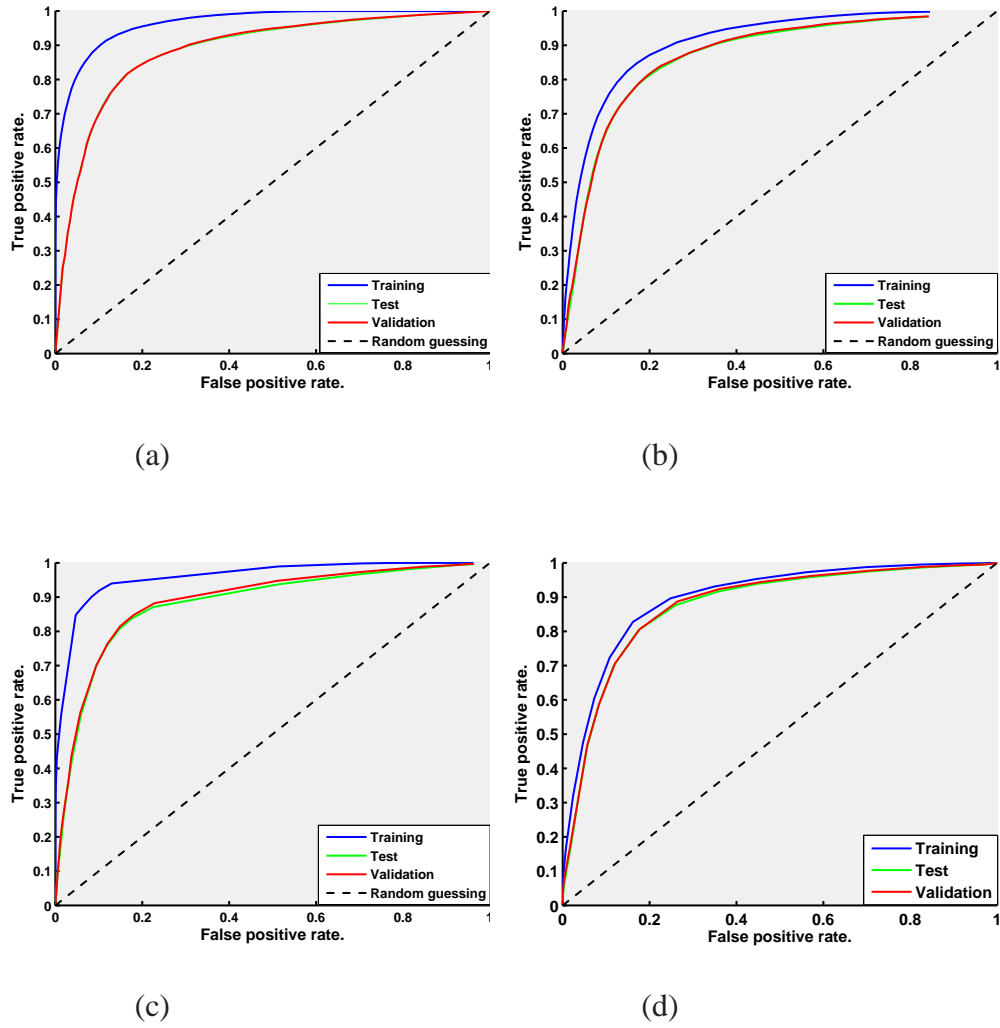 1
0.9
0.8
0.7
0.6
0.5
0.4
0.3
0.2
0.1
0
True positive rate.
Training
Test
Validation
Random guessing
0 0.2 0.4 0.6 0.8 1
False positive rate.
(a)
1
0.9
0.8
0.7
0.6
0.5
0.4
0.3
0.2
0.1
0
True positive rate.
Training
Test
Validation
Random guessing
0 0.2 0.4 0.6 0.8 1
False positive rate.
(b)
1
0.9
0.8
0.7
0.6
0.5
0.4
0.3
0.2
0.1
0
True positive rate.
Training
Test
Validation
Random guessing
0 0.2 0.4 0.6 0.8 1
False positive rate.
(c)
1
0.9
0.8
0.7
0.6
0.5
0.4
0.3
0.2
0.1
0
True positive rate.
Training
Test
Validation
0 0.2 0.4 0.6 0.8 1
False positive rate.
(d)